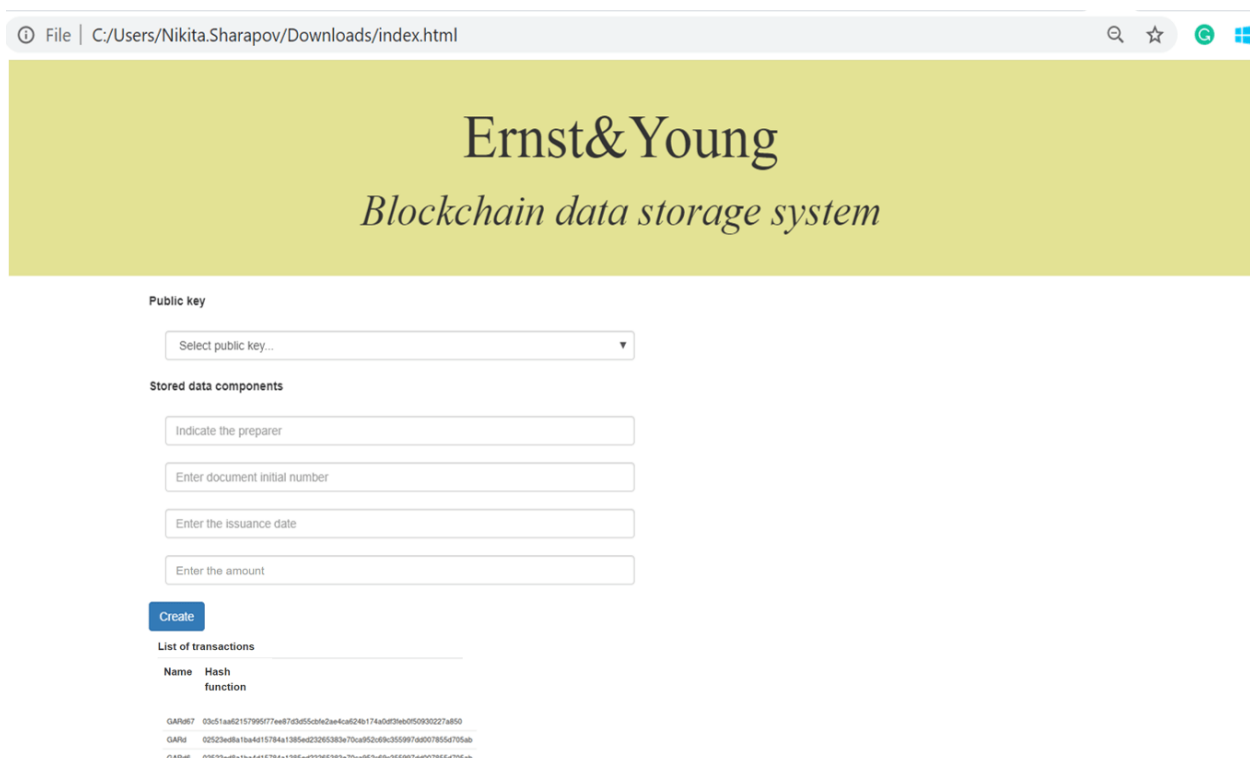 File | C:/Users/Nikita.Sharapov/Downloads/index.html
Ernst&Young
Blockchain data storage system
Public key
Select public key...
Stored data components
Indicate the preparer
Enter document initial number
Enter the issuance date
Enter the amount
Create
List of transactions
Name Hash
function
GARd67 03c51aa62157995f77ee87d3d55cbfe2ae4ca624b174a0df3feb0f50930227a850
GARd 02523ed8a1ba4d15784a1385ed23265383e70ca952c69c355997dd007855d705ab